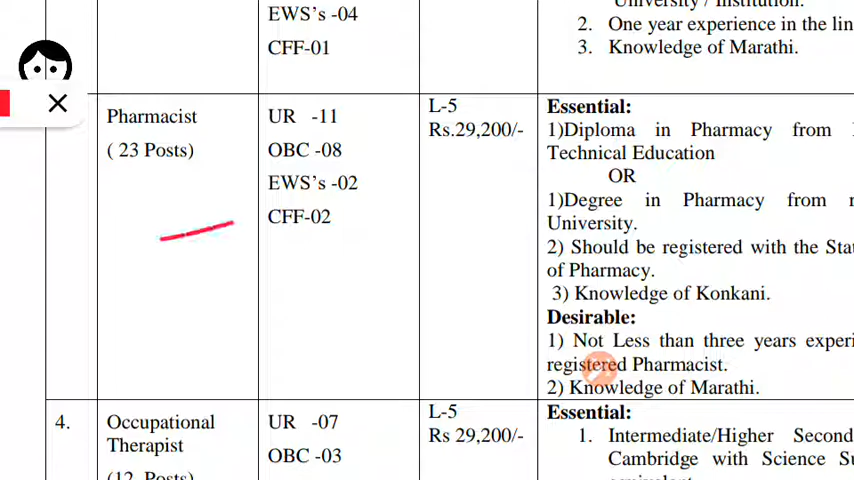 University / Institution.
EWS's -04
2. One year experience in the lin
CFF-01
3. Knowledge of Marathi.
Pharmacist
( 23 Posts)
UR -11
OBC -08
EWS's -02
CFF-02
L-5
Rs.29,200/-
Essential:
1)Diploma in Pharmacy from
Technical Education
OR
1)Degree in Pharmacy from
University.
2) Should be registered with the Stat
of Pharmacy.
3) Knowledge of Konkani.
Desirable:
1) Not Less than three years experi
registered Pharmacist.
2) Knowledge of Marathi.
4.
Occupational
Therapist
(12 Posts)
UR -07
OBC -03
L-5
Rs 29,200/-
Essential:
1. Intermediate/Higher Second
Cambridge with Science Su